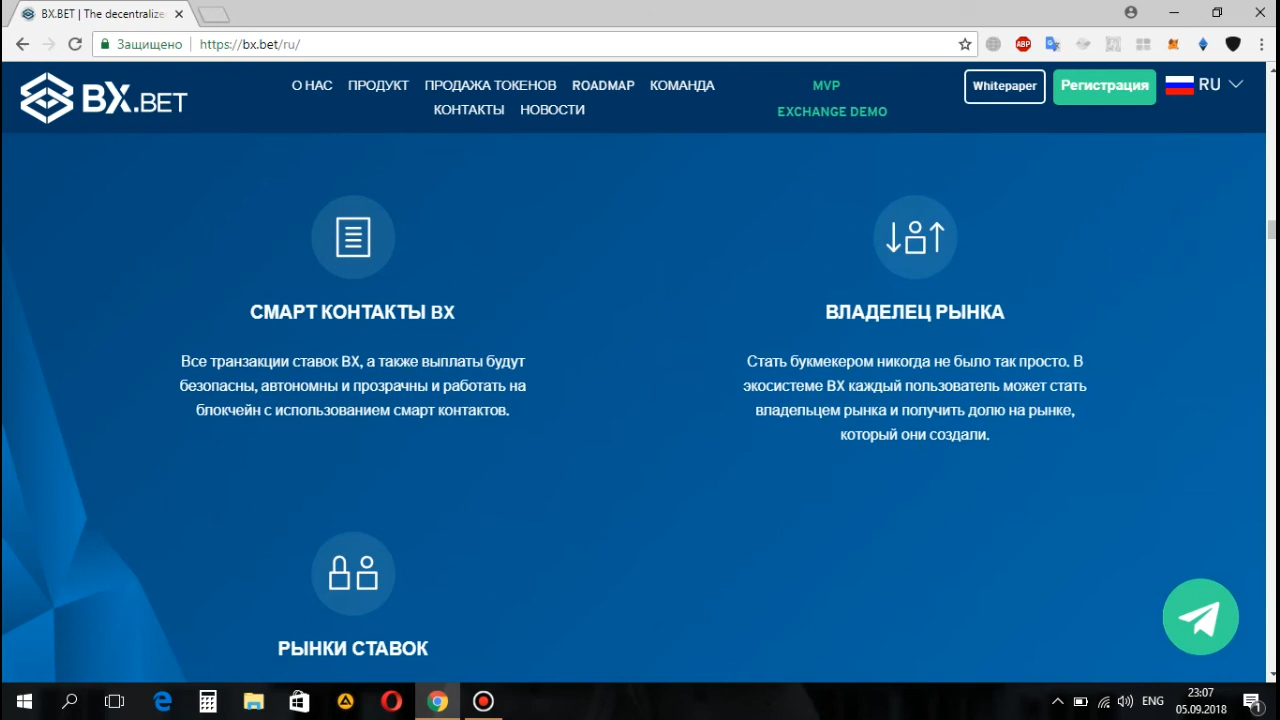 BX.BET | The decentralize
Защищено
https://bx.bet/ru/
ABP
BX.BET
О НАС ПРОДУКТ ПРОДАЖА ТОКЕНОВ ROADMAP КОМАНДА
КОНТАКТЫ НОВОСТИ
MVP
EXCHANGE DEMO
Whitepaper
Регистрация
RU
СМАРТ КОНТАКТЫ BX
Все транзакции ставок BX, а также выплаты будут
безопасны, автономны и прозрачны и работать на
блокчейн с использованием смарт контактов.
ВЛАДЕЛЕЦ РЫНКА
Стать букмекером никогда не было так просто. В
экосистеме BX каждый пользователь может стать
владельцем рынка и получить долю на рынке,
который они создали.
РЫНКИ СТАВОК
ENG
23:07
05.09.2018
1